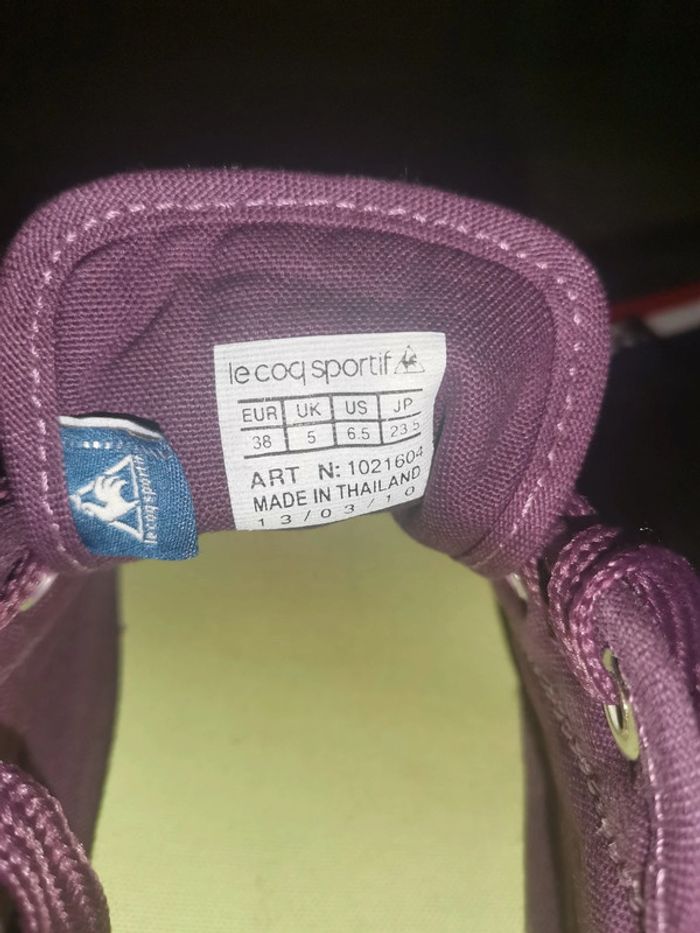 le coq sportif
EUR UK US JP
38 5 6.5 23.5
ART N: 1021604
MADE IN THAILAND
13/03/10
le coq sportif